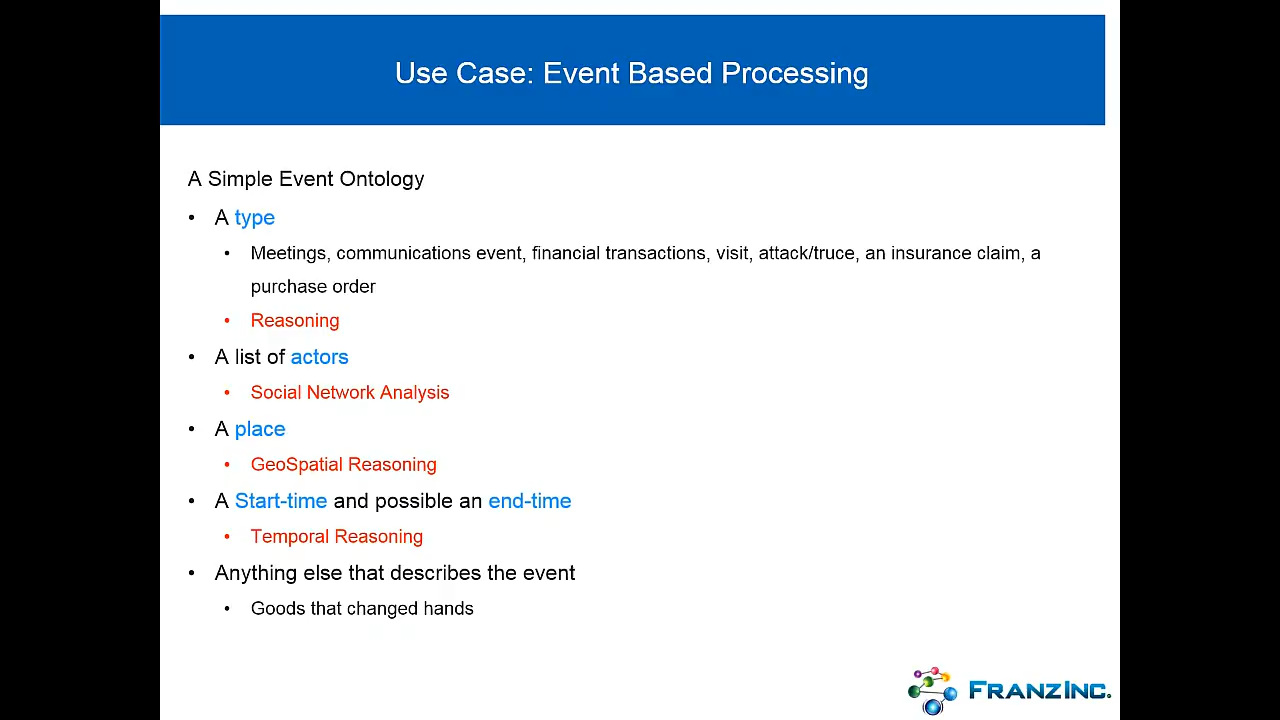 Use Case: Event Based Processing
A Simple Event Ontology
• A type
• Meetings, communications event, financial transactions, visit, attack/truce, an insurance claim, a
purchase order
• Reasoning
• A list of actors
• Social Network Analysis
• A place
• GeoSpatial Reasoning
• A Start-time and possible an end-time
• Temporal Reasoning
• Anything else that describes the event
• Goods that changed hands
FRANZINC.